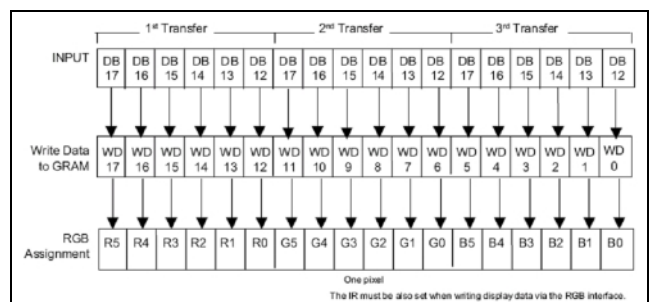 1st Transfer 2nd Transfer 3rd Transfer
INPUT DB DB DB DB DB DB DB DB DB DB DB DB DB DB DB DB DB DB
17 16 15 14 13 12 17 16 15 14 13 12 17 16 15 14 13 12
Write Data WD WD WD WD WD WD WD WD WD WD WD WD WD WD WD WD WD WD
to GRAM 17 16 15 14 13 12 11 10 9 8 7 6 5 4 3 2 1 0
RGB
Assignment R5 R4 R3 R2 R1 R0 G5 G4 G3 G2 G1 G0 B5 B4 B3 B2 B1 B0
One pixel
The IR must be also set when writing display data via the RGB interface.